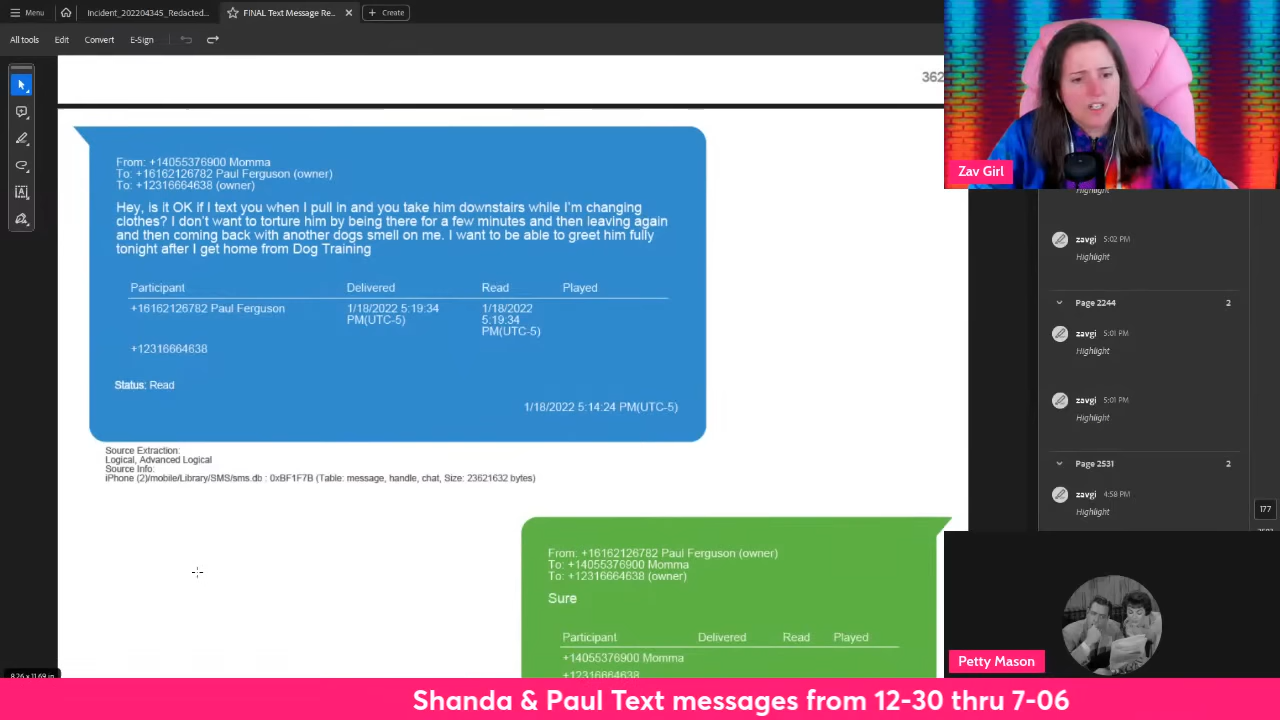 Menu
Incident_202204345_Redacted...
FINAL Text Message Re...
Create
All tools
Edit
Convert
E-Sign
362
From: +14055376900 Momma
To: +16162126782 Paul Ferguson (owner)
To: +12316664638 (owner)
Hey, is it OK if I text you when I pull in and you take him downstairs while I'm changing
clothes? I don't want to torture him by being there for a few minutes and then leaving again
and then coming back with another dogs smell on me. I want to be able to greet him fully
tonight after I get home from Dog Training
Participant Delivered Read Played
+16162126782 Paul Ferguson 1/18/2022 5:19:34 PM(UTC-5) 1/18/2022 5:19:34 PM(UTC-5)
+12316664638
Status: Read
1/18/2022 5:14:24 PM(UTC-5)
Source Extraction:
Logical, Advanced Logical
Source Info:
iPhone (2)/mobile/Library/SMS/sms.db : 0xBF1F7B (Table: message, handle, chat, Size: 23621632 bytes)
From: +16162126782 Paul Ferguson (owner)
To: +14055376900 Momma
To: +12316664638 (owner)
Sure
Participant Delivered Read Played
+14055376900 Momma
+12316664638
8.26 x 11.69 in
Zav Girl
Highlight
zavgi 5:02 PM
Highlight
Page 2244 2
zavgi 5:01 PM
Highlight
zavgi 5:01 PM
Highlight
Page 2531 2
zavgi 4:58 PM
Highlight
177
Petty Mason
Shanda & Paul Text messages from 12-30 thru 7-06